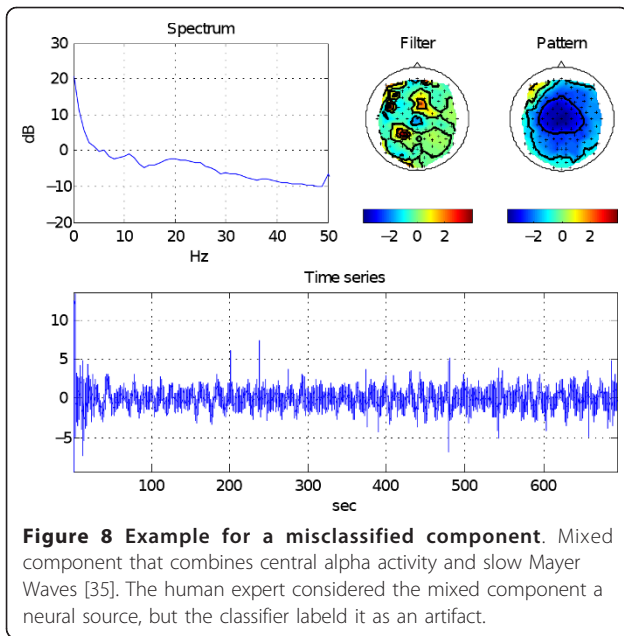 Spectrum
Filter
Pattern
30
20
10
0
−10
−20
dB
0 10 20 30 40 50
Hz
−2 0 2
−2 0 2
Time series
10
5
0
−5
100 200 300 400 500 600
sec
Figure 8 Example for a misclassified component. Mixed
component that combines central alpha activity and slow Mayer
Waves [35]. The human expert considered the mixed component a
neural source, but the classifier labeld it as an artifact.